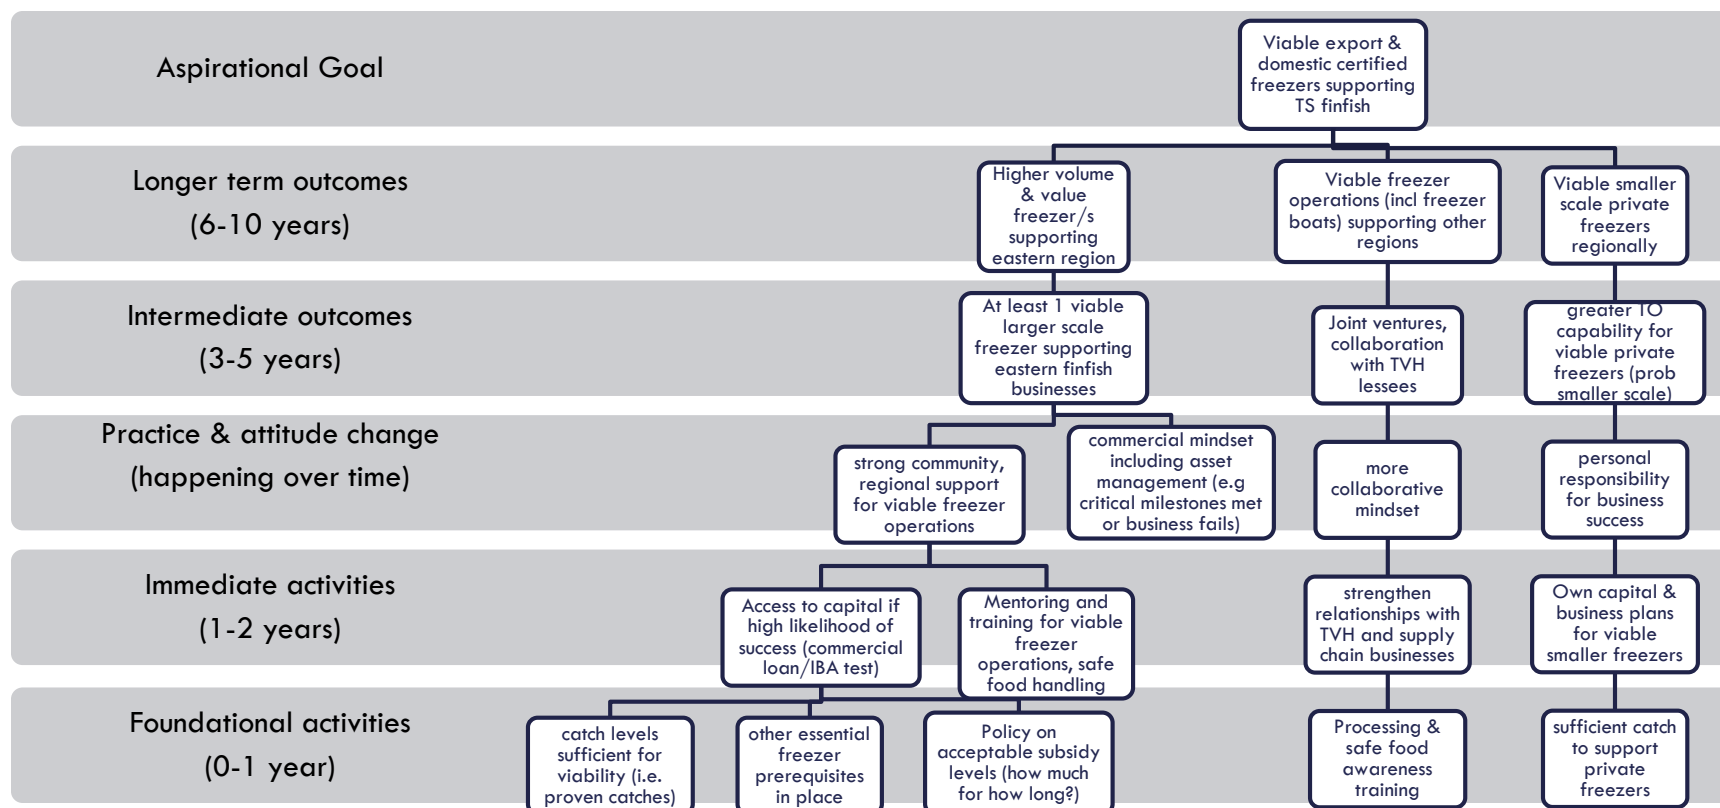 Aspirational Goal
Viable export &
domestic certified
freezers supporting
TS finfish
Longer term outcomes
(6-10 years)
Higher volume
& value
freezer/s
supporting
eastern region
Viable freezer
operations (incl freezer
boats) supporting other
regions
Viable smaller
scale private
freezers
regionally
Intermediate outcomes
(3-5 years)
At least 1 viable
larger scale
freezer supporting
eastern finfish
businesses
Joint ventures,
collaboration
with TVH
lessees
greater TO
capability for
viable private
freezers (prob
smaller scale)
Practice & attitude change
(happening over time)
strong community,
regional support
for viable freezer
operations
commercial mindset
including asset
management (e.g
critical milestones met
or business fails)
more
collaborative
mindset
personal
responsibility
for business
success
Immediate activities
(1-2 years)
Access to capital if
high likelihood of
success (commercial
loan/IBA test)
Mentoring and
training for viable
freezer
operations, safe
food handling
strengthen
relationships with
TVH and supply
chain businesses
Own capital &
business plans
for viable
smaller freezers
Foundational activities
(0-1 year)
catch levels
sufficient for
viability (i.e.
proven catches)
other essential
freezer
prerequisites
in place
Policy on
acceptable subsidy
levels (how much
for how long?)
Processing &
safe food
awareness
training
sufficient catch
to support
private
freezers